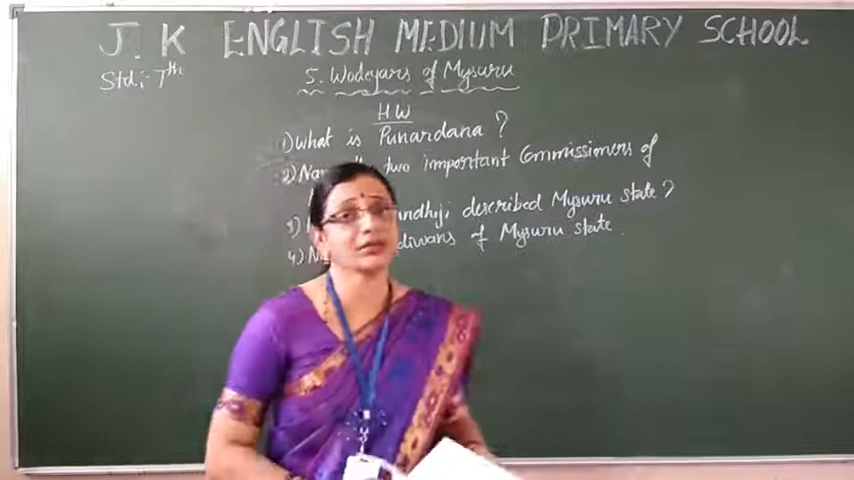 J. K ENGLISH MEDIUM PRIMARY SCHOOL
Std: 7th
5. Wodeyars of Mysuru
HW
1) What is Punardana ?
2) two important Commissioners of
3) described Mysuru state ?
4) diwans of Mysuru state.